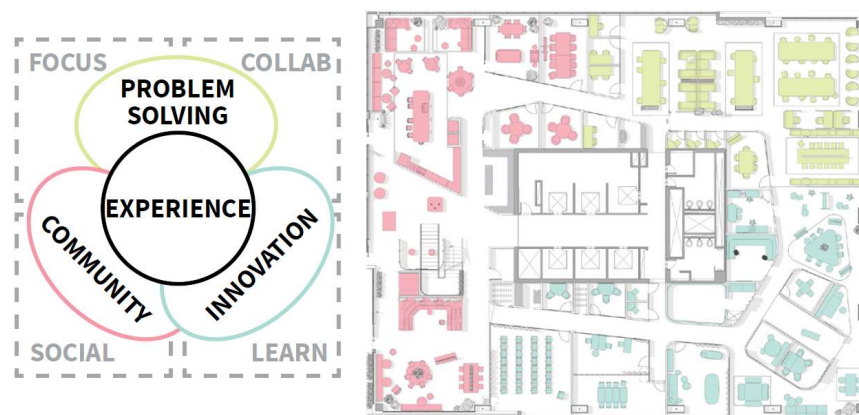 FOCUS
COLLAB
PROBLEM
SOLVING
EXPERIENCE
COMMUNITY
INNOVATION
SOCIAL
LEARN